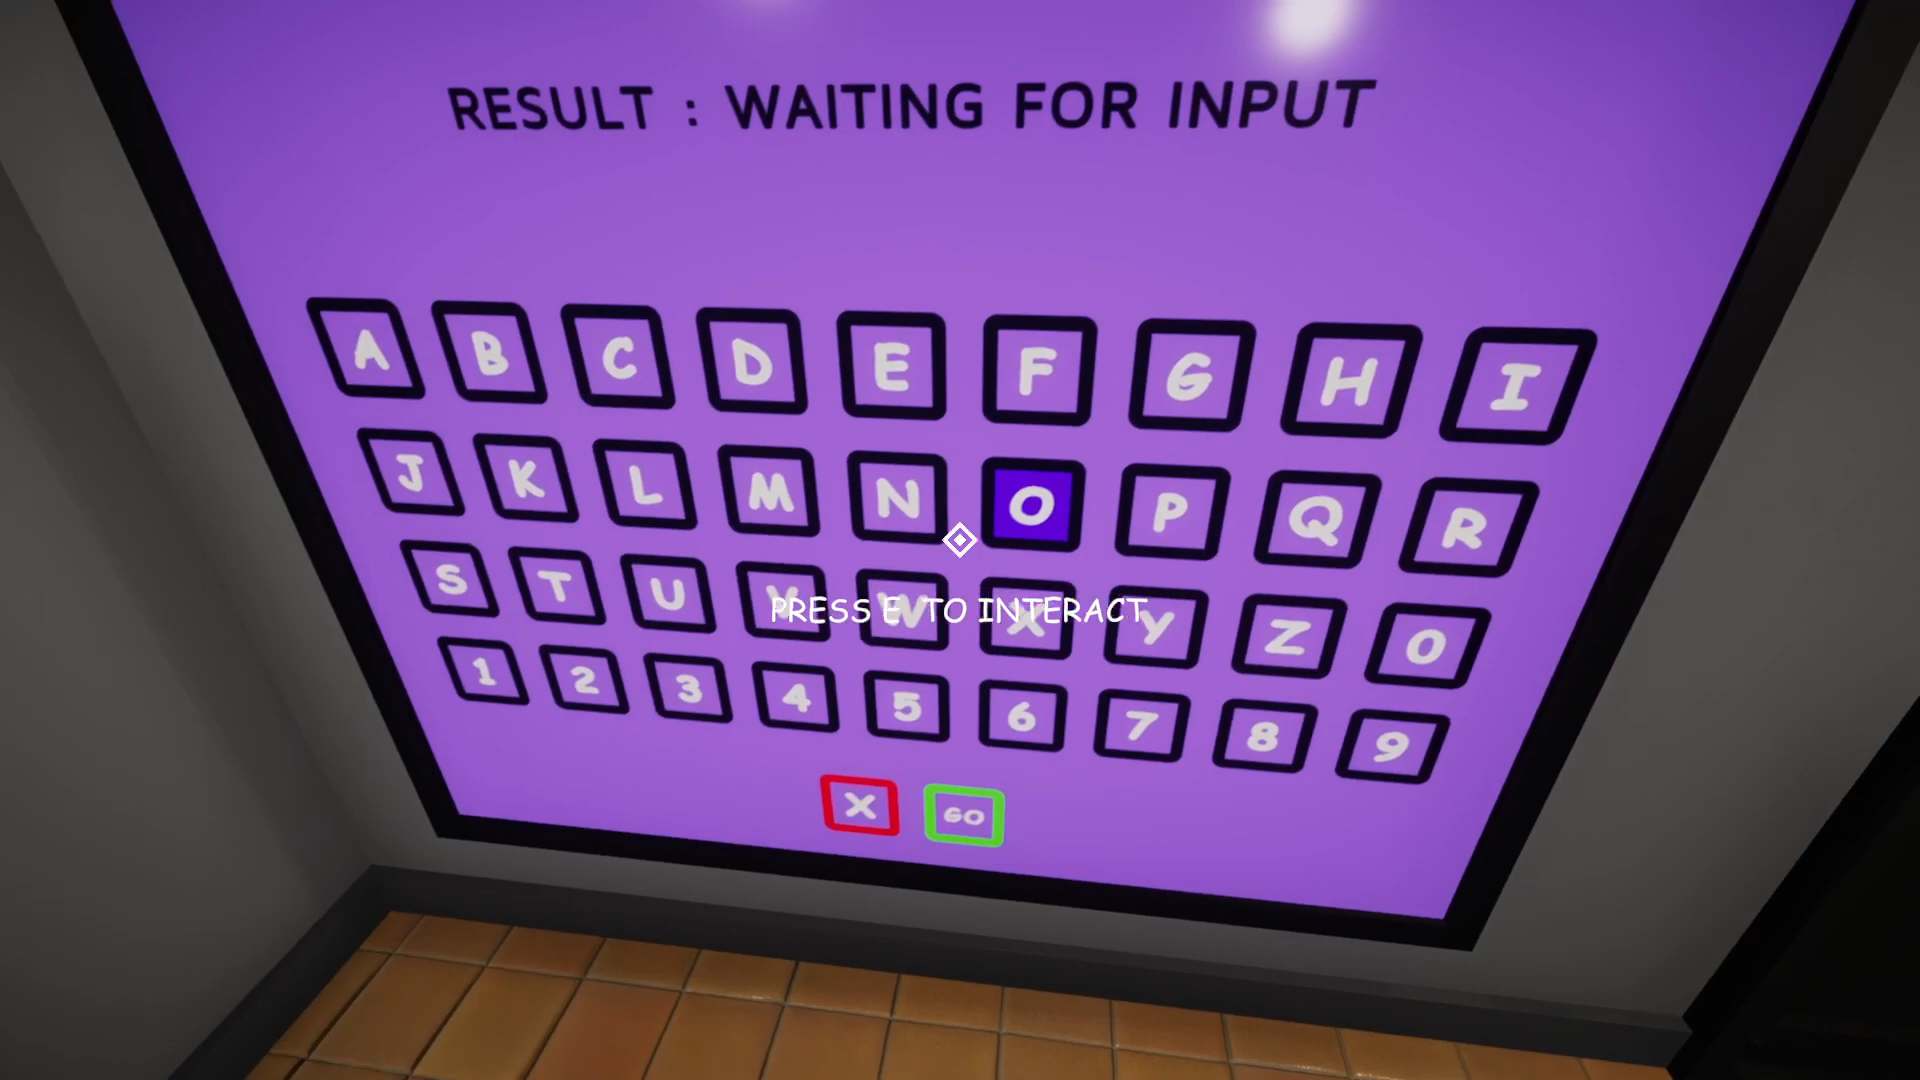 RESULT : WAITING FOR INPUT
A B C D E F G H I
J K L M N O P Q R
S T U V W X Y Z 0
PRESS E TO INTERACT
1 2 3 4 5 6 7 8 9
X GO